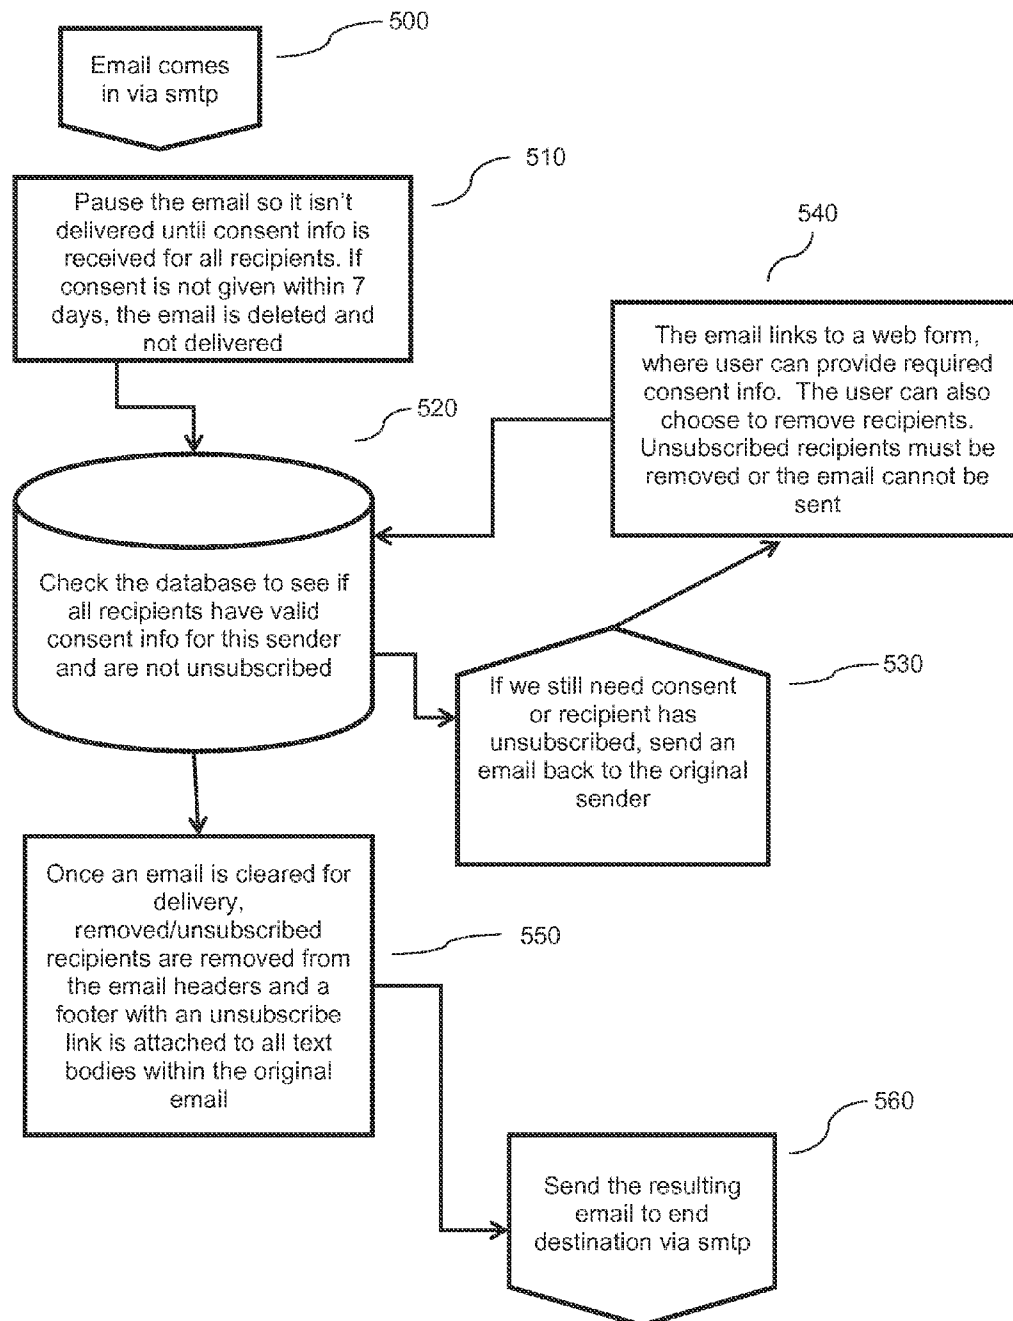 500
Email comes
in via smtp
510
Pause the email so it isn't
delivered until consent info is
received for all recipients. If
consent is not given within 7
days, the email is deleted and
not delivered
540
The email links to a web form,
where user can provide required
consent info. The user can also
choose to remove recipients.
Unsubscribed recipients must be
removed or the email cannot be
sent
520
Check the database to see if
all recipients have valid
consent info for this sender
and are not unsubscribed
530
If we still need consent
or recipient has
unsubscribed, send an
email back to the original
sender
Once an email is cleared for
delivery,
removed/unsubscribed
recipients are removed from
the email headers and a
footer with an unsubscribe
link is attached to all text
bodies within the original
email
550
560
Send the resulting
email to end
destination via smtp